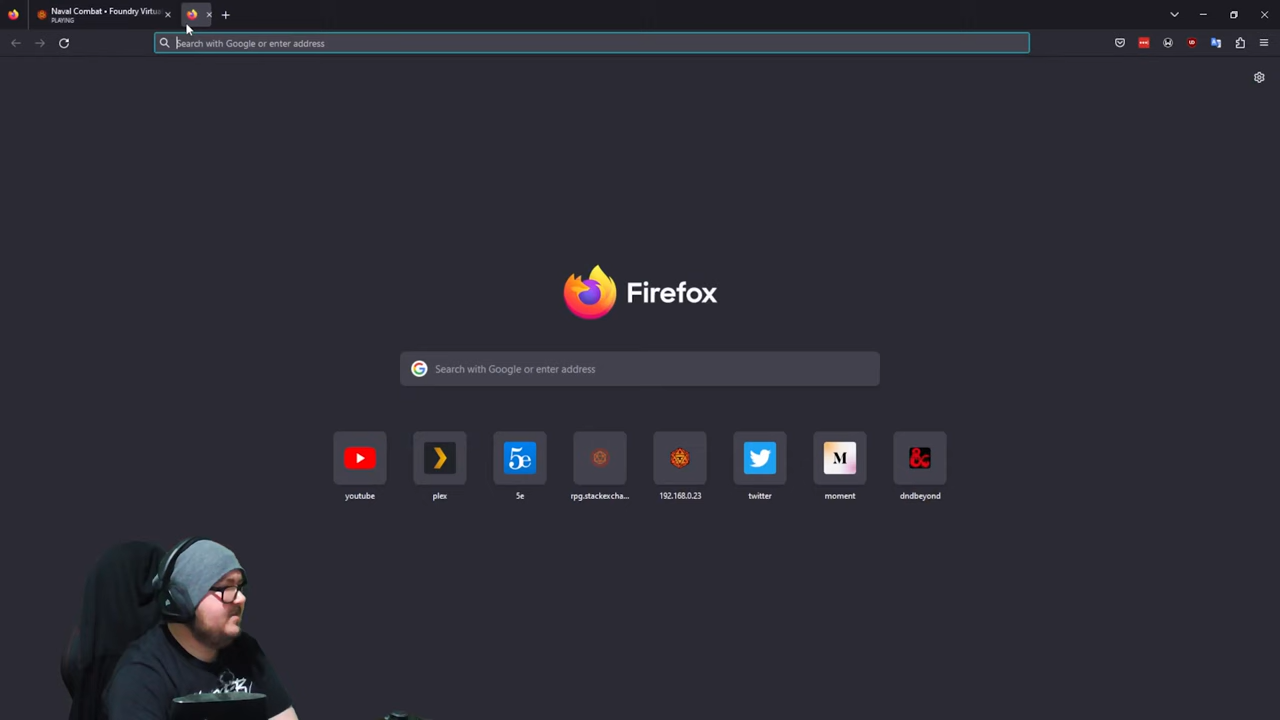 Naval Combat • Foundry Virtua
PLAYING
Search with Google or enter address
Firefox
Search with Google or enter address
5e
M
&
youtube
plex
5e
rpg.stackexcha...
192.168.0.23
twitter
moment
dndbeyond